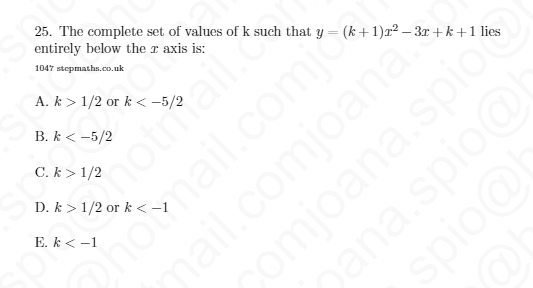 25. The complete set of values of k such that y = (k+1)x² − 3x + k + 1 lies
entirely below the x axis is:
1047 stepmaths.co.uk
A. k > 1/2 or k < −5/2
B. k < −5/2
C. k > 1/2
D. k > 1/2 or k < −1
E. k < −1